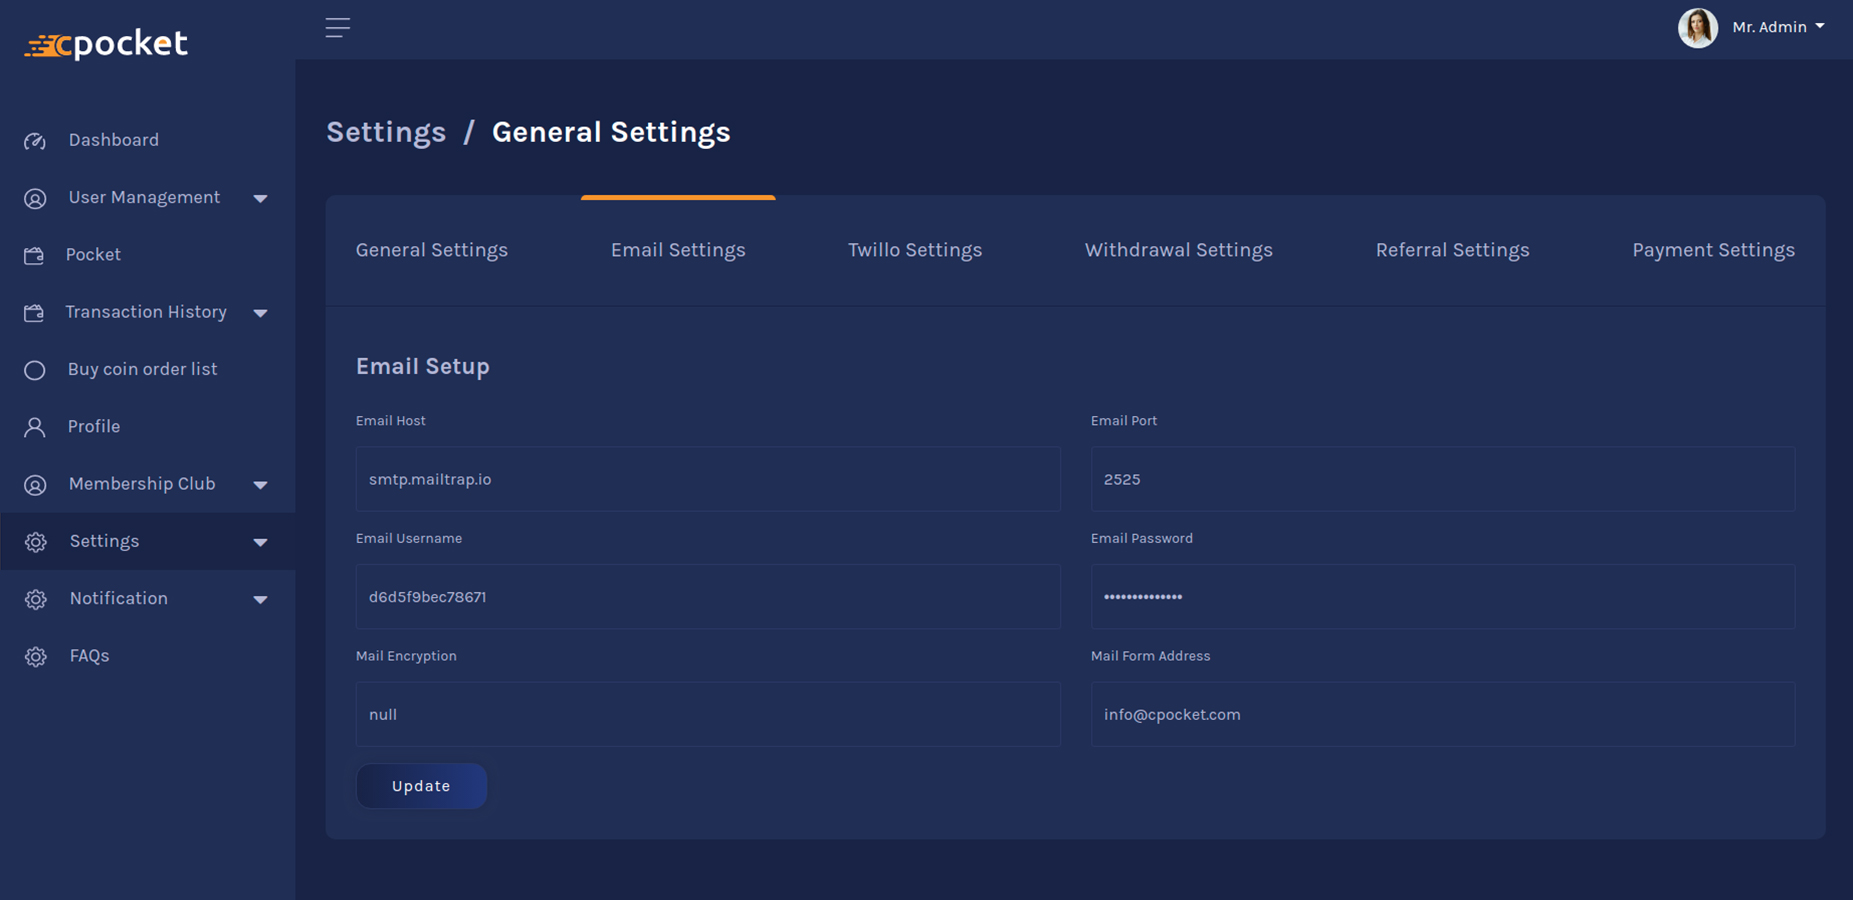 cpocket
Mr. Admin
Dashboard
User Management
Pocket
Transaction History
Buy coin order list
Profile
Membership Club
Settings
Notification
FAQs
Settings / General Settings
General Settings
Email Settings
Twillo Settings
Withdrawal Settings
Referral Settings
Payment Settings
Email Setup
Email Host
Email Port
smtp.mailtrap.io
2525
Email Username
Email Password
d6d5f9bec78671
••••••••••••••
Mail Encryption
Mail Form Address
null
info@cpocket.com
Update